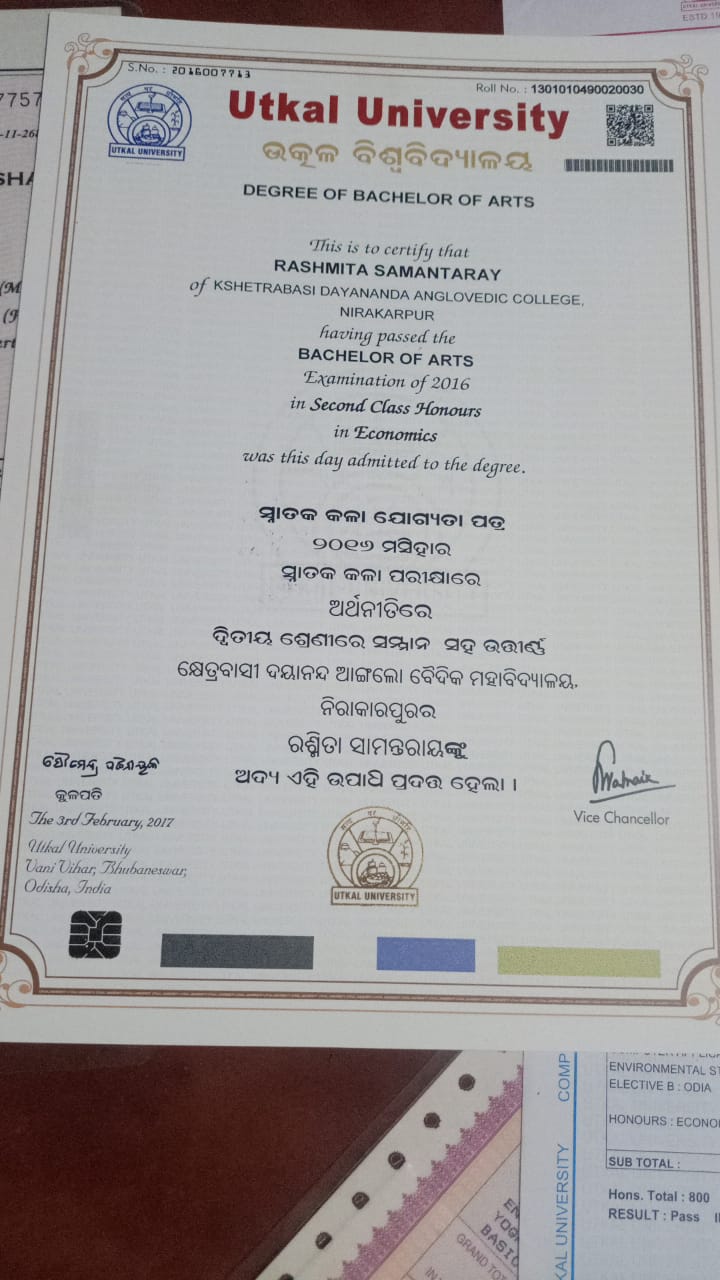 S.No. : 2016007713
Roll No. : 1301010490020030
Utkal University
ଉତ୍କଳ ବିଶ୍ୱବିଦ୍ୟାଳୟ
UTKAL UNIVERSITY
DEGREE OF BACHELOR OF ARTS
This is to certify that
RASHMITA SAMANTARAY
of KSHETRABASI DAYANANDA ANGLOVEDIC COLLEGE,
NIRAKARPUR
having passed the
BACHELOR OF ARTS
Examination of 2016
in Second Class Honours
in Economics
was this day admitted to the degree.
ସ୍ନାତକ କଳା ଯୋଗ୍ୟତା ପତ୍ର
୨୦୧୬ ମସିହାର
ସ୍ନାତକ କଳା ପରୀକ୍ଷାରେ
ଅର୍ଥନୀତିରେ
ଦ୍ୱିତୀୟ ଶ୍ରେଣୀରେ ସମ୍ମାନ ସହ ଉତ୍ତୀର୍ଣ୍ଣ
କ୍ଷେତ୍ରବାସୀ ଦୟାନନ୍ଦ ଆଙ୍ଗଲୋ ବୈଦିକ ମହାବିଦ୍ୟାଳୟ,
ନିରାକାରପୁରର
ରଶ୍ମିତା ସାମନ୍ତରାୟଙ୍କୁ
ଅଦ୍ୟ ଏହି ଉପାଧି ପ୍ରଦତ୍ତ ହେଲା ।
କୁଳପତି
The 3rd February, 2017
Utkal University
Vani Vihar, Bhubaneswar,
Odisha, India
Vice Chancellor
UTKAL UNIVERSITY
7757
-11-26
SHA
ENVIRONMENTAL ST
ELECTIVE B : ODIA
HONOURS : ECONO
SUB TOTAL :
Hons. Total : 800
RESULT : Pass
KAL UNIVERSITY COMP
YOG
BASIC
GRAND TO